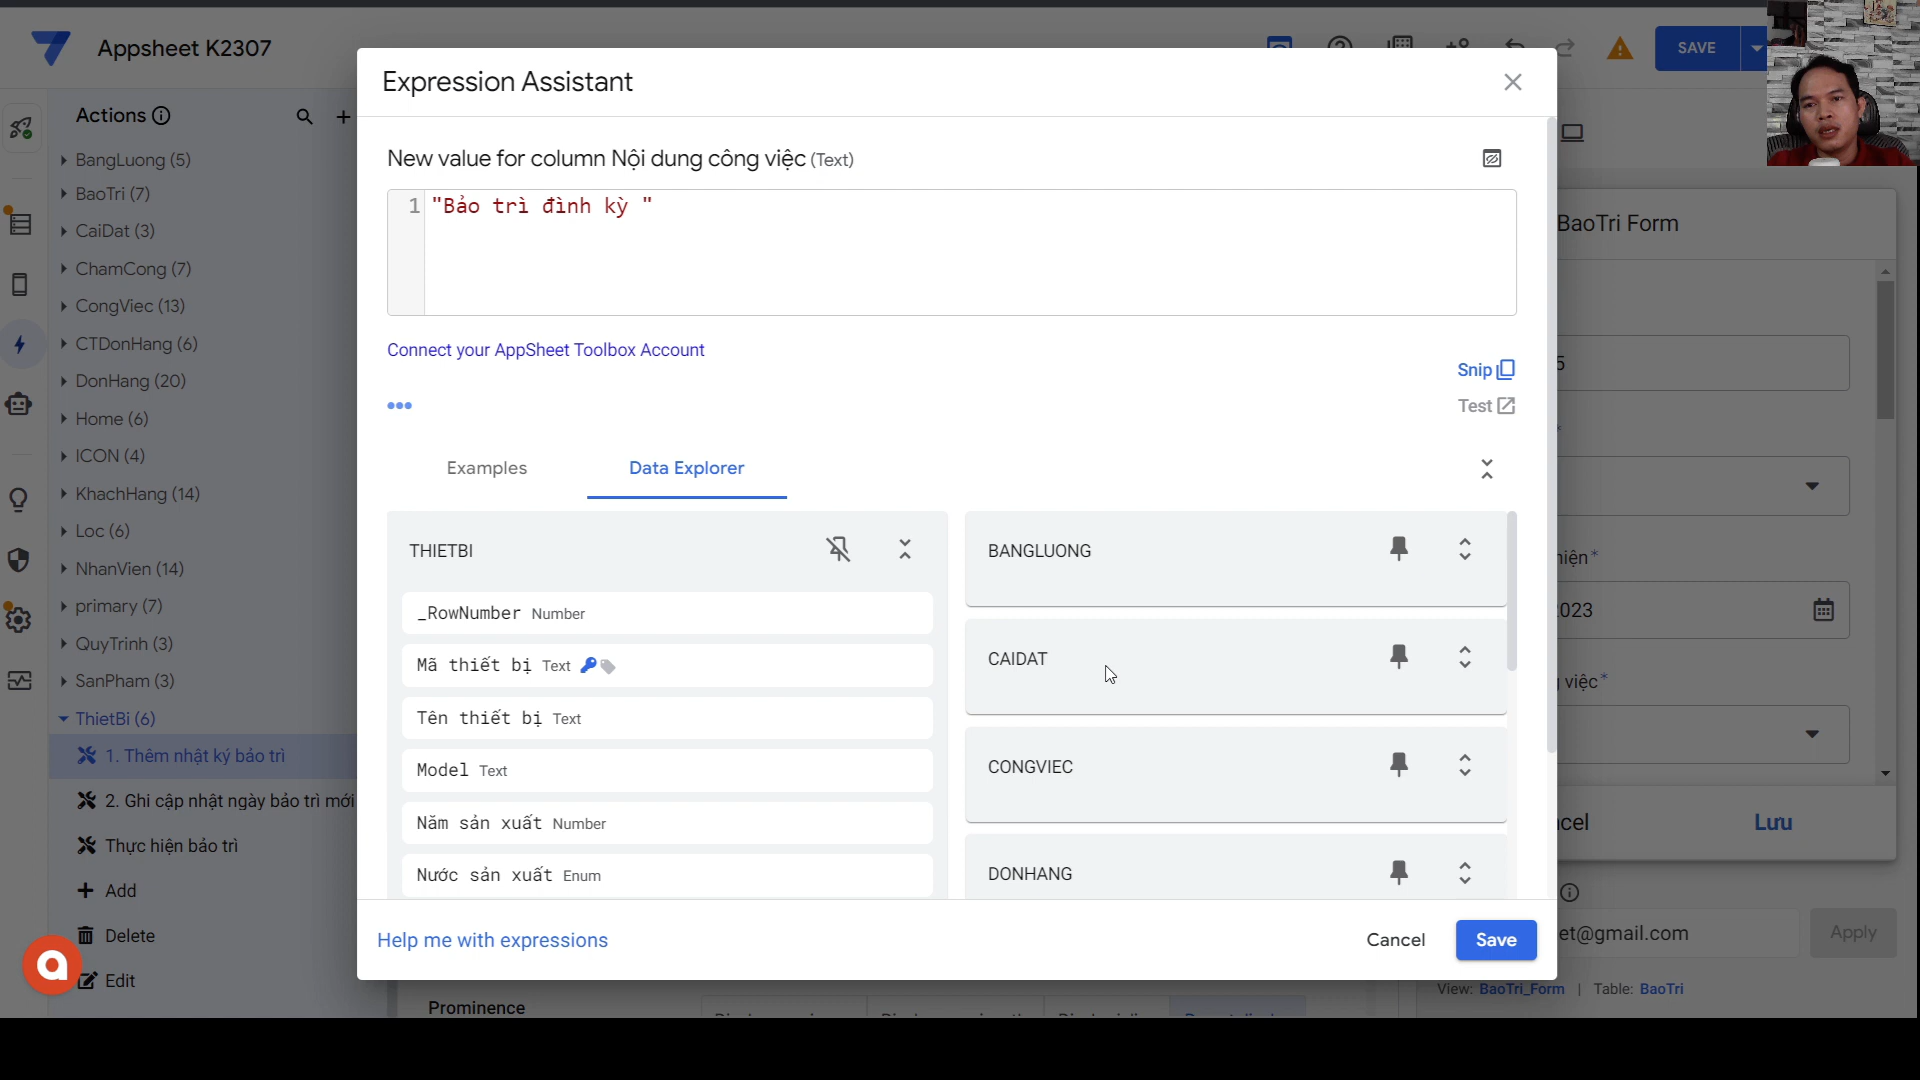 Appsheet K2307
SAVE
Actions
BangLuong (5)
BaoTri (7)
CaiDat (3)
ChamCong (7)
CongViec (13)
CTDonHang (6)
DonHang (20)
Home (6)
ICON (4)
KhachHang (14)
Loc (6)
NhanVien (14)
primary (7)
QuyTrinh (3)
SanPham (3)
ThietBi (6)
1. Thêm nhật ký bảo trì
2. Ghi cập nhật ngày bảo trì mới
Thực hiện bảo trì
Add
Delete
Edit
Expression Assistant
New value for column Nội dung công việc (Text)
1 "Bảo trì đình kỳ "
Connect your AppSheet Toolbox Account
Snip
Test
Examples
Data Explorer
THIETBI
_RowNumber Number
Mã thiết bị Text
Tên thiết bị Text
Model Text
Năm sản xuất Number
Nước sản xuất Enum
BANGLUONG
CAIDAT
CONGVIEC
DONHANG
Help me with expressions
Cancel
Save
Prominence
BaoTri Form
5
*
hiện*
2023
việc*
ncel
Lưu
et@gmail.com
Apply
View: BaoTri_Form | Table: BaoTri